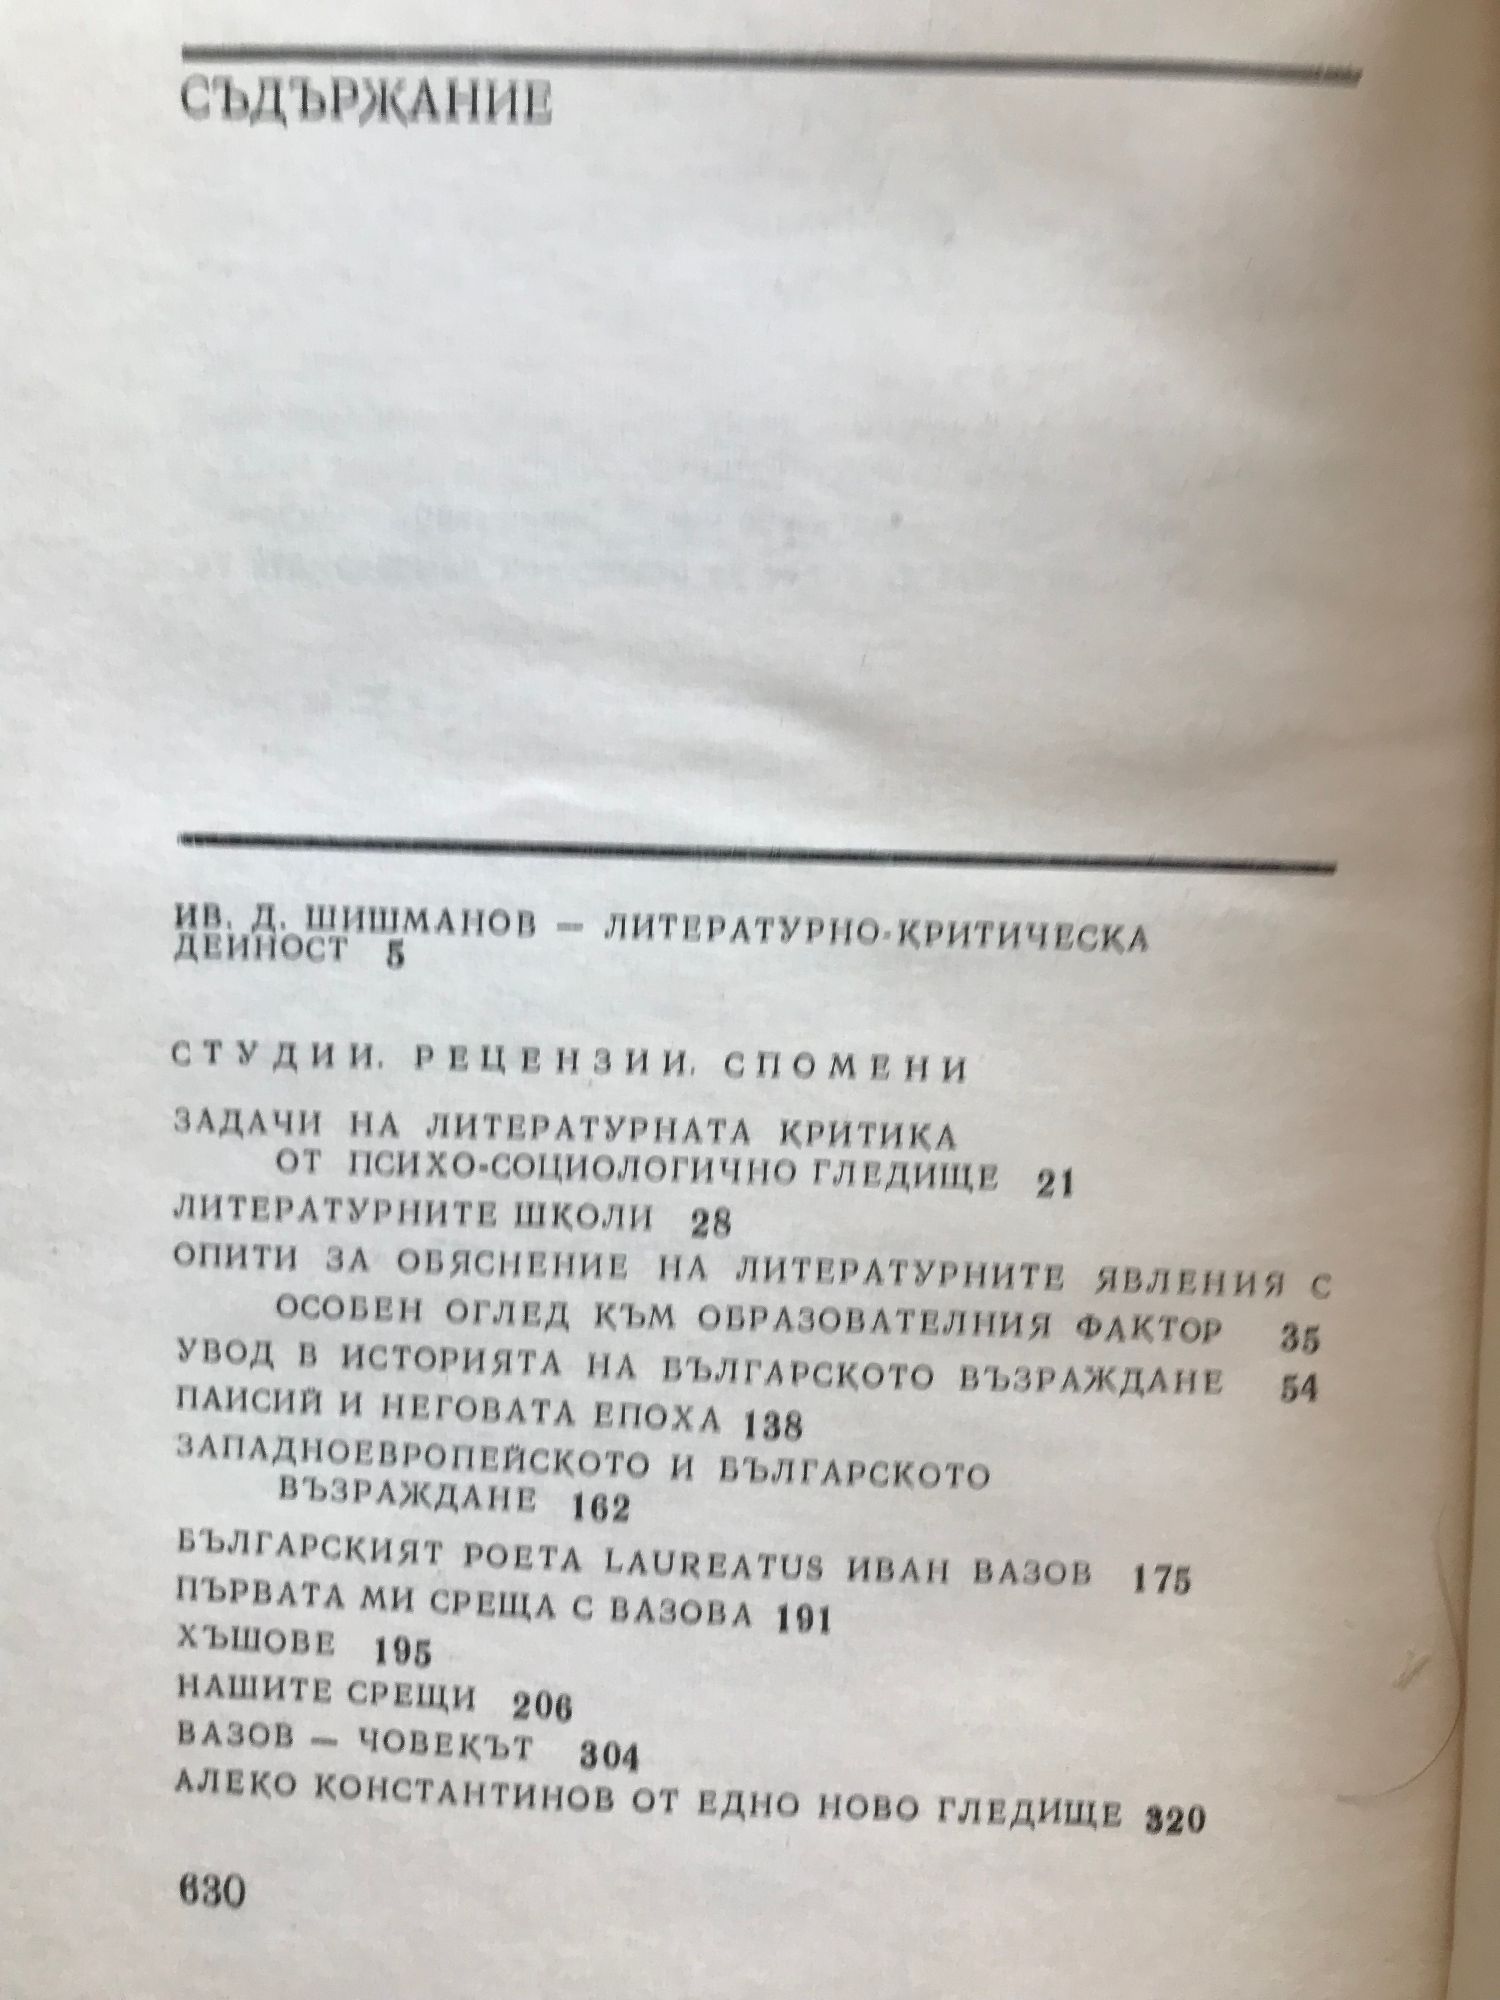 СЪДЪРЖАНИЕ
ИВ. Д. ШИШМАНОВ — ЛИТЕРАТУРНО-КРИТИЧЕСКА
ДЕЙНОСТ 5
СТУДИИ. РЕЦЕНЗИИ. СПОМЕНИ
ЗАДАЧИ НА ЛИТЕРАТУРНАТА КРИТИКА
ОТ ПСИХО-СОЦИОЛОГИЧНО ГЛЕДИЩЕ 21
ЛИТЕРАТУРНИТЕ ШКОЛИ 28
ОПИТИ ЗА ОБЯСНЕНИЕ НА ЛИТЕРАТУРНИТЕ ЯВЛЕНИЯ С
ОСОБЕН ОГЛЕД КЪМ ОБРАЗОВАТЕЛНИЯ ФАКТОР 35
УВОД В ИСТОРИЯТА НА БЪЛГАРСКОТО ВЪЗРАЖДАНЕ 54
ПАИСИЙ И НЕГОВАТА ЕПОХА 138
ЗАПАДНОЕВРОПЕЙСКОТО И БЪЛГАРСКОТО
ВЪЗРАЖДАНЕ 162
БЪЛГАРСКИЯТ POETA LAUREATUS ИВАН ВАЗОВ 175
ПЪРВАТА МИ СРЕЩА С ВАЗОВА 191
ХЪШОВЕ 195
НАШИТЕ СРЕЩИ 206
ВАЗОВ — ЧОВЕКЪТ 304
АЛЕКО КОНСТАНТИНОВ ОТ ЕДНО НОВО ГЛЕДИЩЕ 320
630